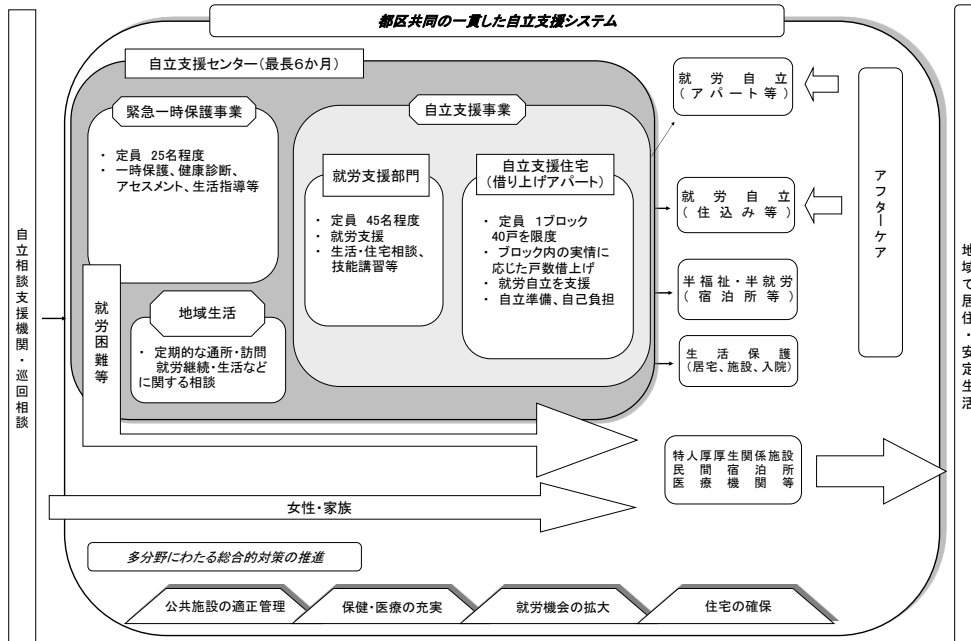 都区共同の一貫した自立支援システム
自立相談支援機関・巡回相談
自立支援センター(最長6か月)
緊急一時保護事業
・ 定員 25名程度
・ 一時保護、健康診断、
アセスメント、生活指導等
就労困難等
地域生活
・ 定期的な通所・訪問
就労継続・生活など
に関する相談
自立支援事業
就労支援部門
・ 定員 45名程度
・ 就労支援
・ 生活・住宅相談、
技能講習等
自立支援住宅
(借り上げアパート)
・ 定員 1ブロック
40戸を限度
・ ブロック内の実情に
応じた戸数借上げ
・ 就労自立を支援
・ 自立準備、自己負担
就労自立
(アパート等)
就労自立
(住込み等)
半福祉・半就労
(宿泊所等)
生活保護
(居宅、施設、入院)
アフターケア
特人厚厚生関係施設
民間宿泊所
医療機関等
女性・家族
地域で居住・安定生活
多分野にわたる総合的対策の推進
公共施設の適正管理
保健・医療の充実
就労機会の拡大
住宅の確保